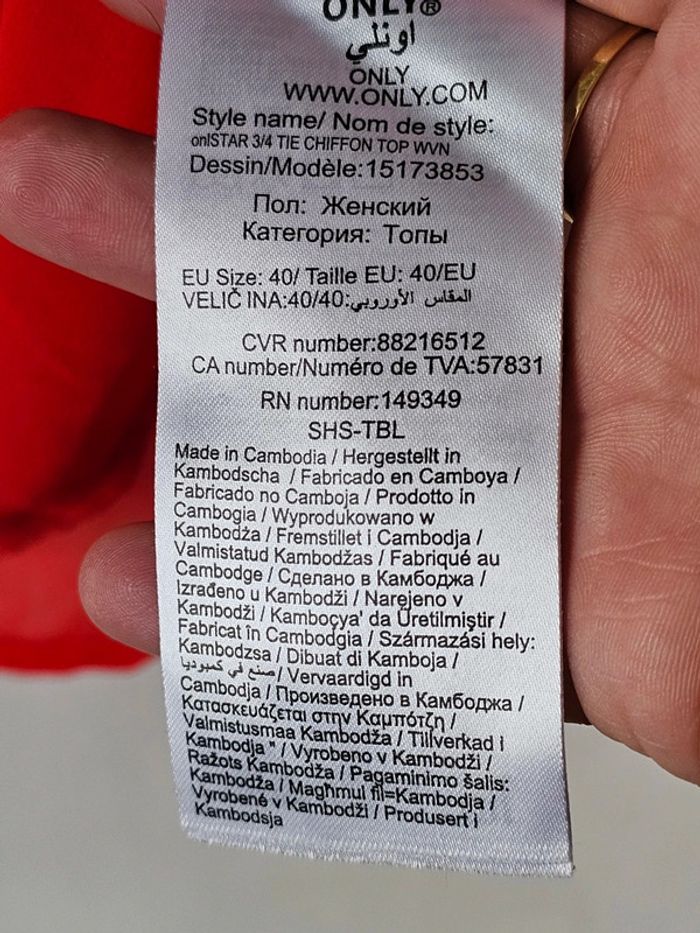 ONLY®
اونلي
ONLY
WWW.ONLY.COM
Style name/ Nom de style:
onlSTAR 3/4 TIE CHIFFON TOP WVN
Dessin/Modèle:15173853
Пол: Женский
Категория: Топы
EU Size: 40/ Taille EU: 40/EU
VELIČ INA:40/40:المقاس الأوروبي
CVR number:88216512
CA number/Numéro de TVA:57831
RN number:149349
SHS-TBL
Made in Cambodia / Hergestellt in
Kambodscha / Fabricado en Camboya /
Fabricado no Camboja / Prodotto in
Cambogia / Wyprodukowano w
Kambodża / Fremstillet i Cambodja /
Valmistatud Kambodžas / Fabriqué au
Cambodge / Сделано в Камбоджа /
Izrađeno u Kambodži / Narejeno v
Kambodži / Kamboçya' da Üretilmiştir /
Fabricat în Cambodgia / Származási hely:
Kambodzsa / Dibuat di Kamboja /
صنع في كمبوديا / Vervaardigd in
Cambodja / Произведено в Камбоджа /
Κατασκευάζεται στην Καμπότζη /
Valmistusmaa Kambodža / Tillverkad i
Kambodja " / Vyrobeno v Kambodži /
Ražots Kambodža / Pagaminimo šalis:
Kambodža / Magħmul fil=Kambodja /
Vyrobené v Kambodži / Produsert i
Kambodsja